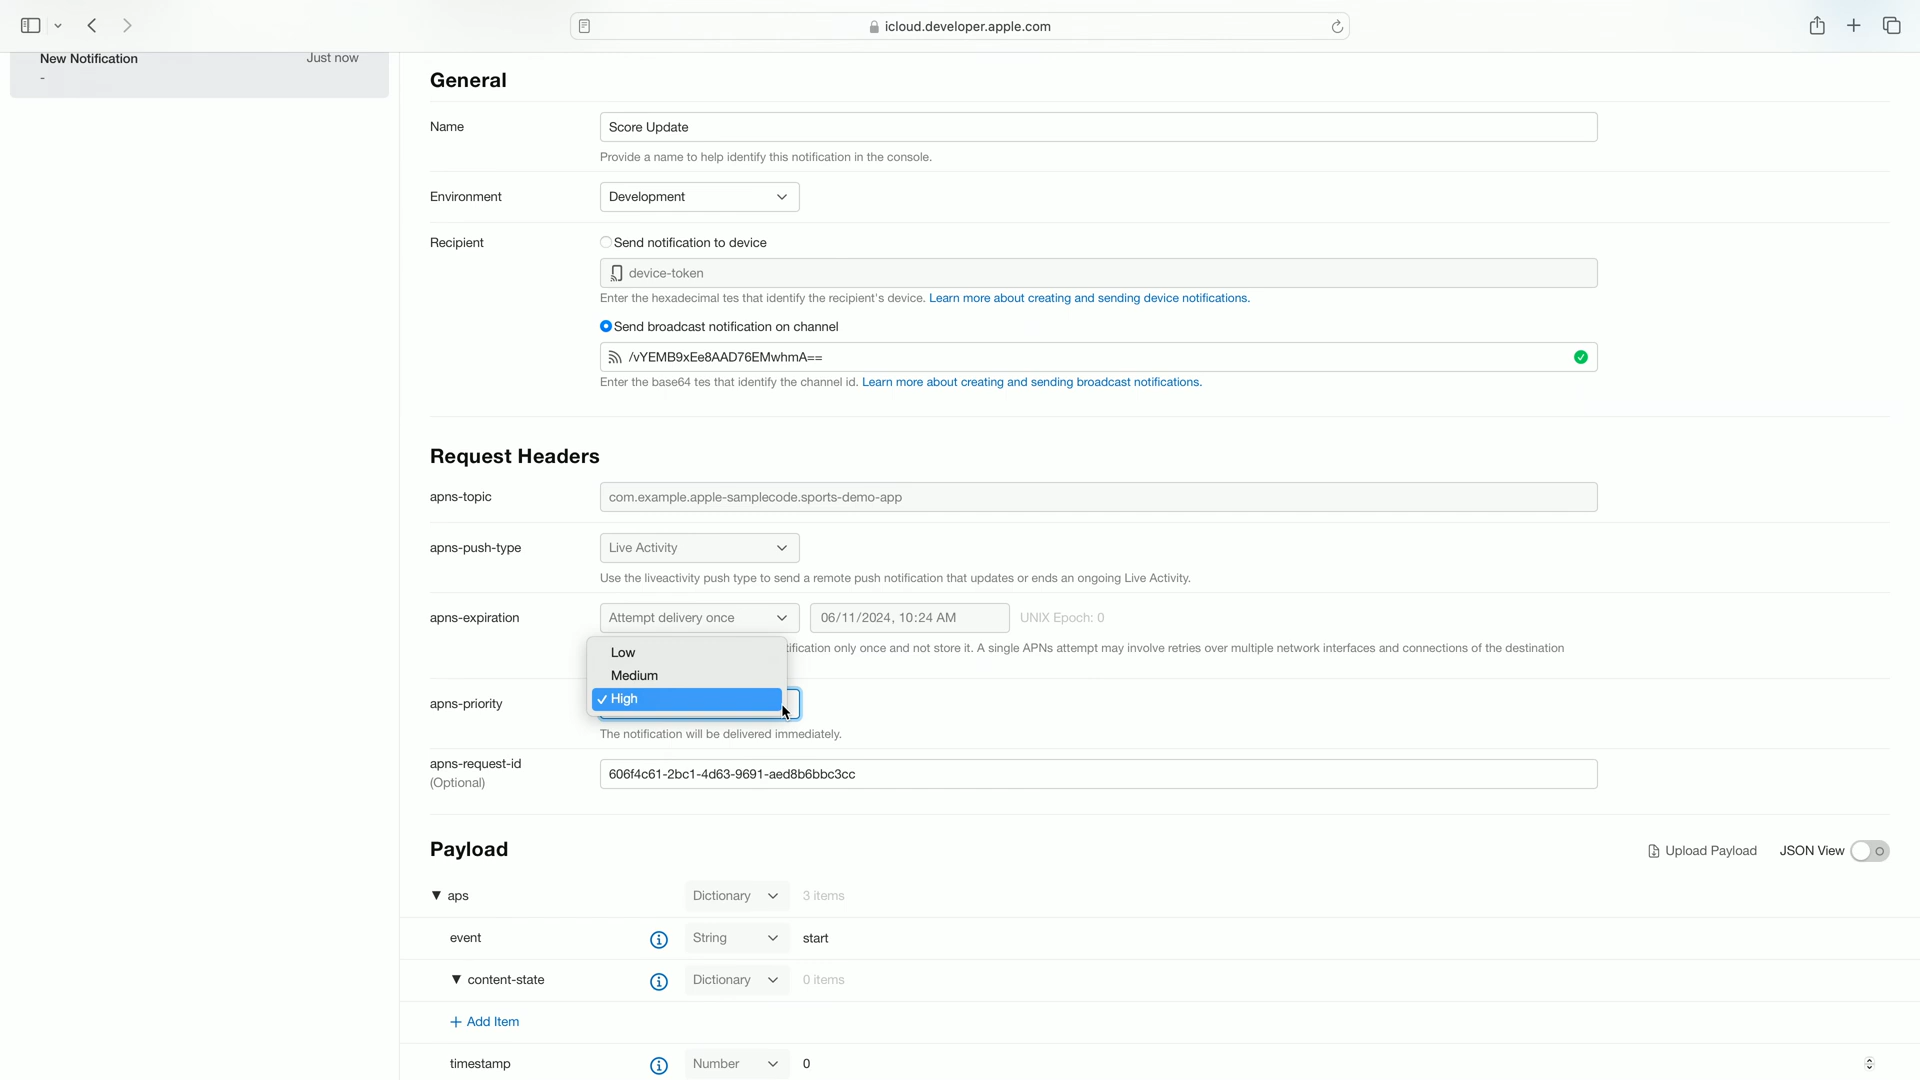 icloud.developer.apple.com
New Notification Just now
-
General
Name Score Update
Provide a name to help identify this notification in the console.
Environment Development
Recipient Send notification to device
device-token
Enter the hexadecimal tes that identify the recipient's device. Learn more about creating and sending device notifications.
Send broadcast notification on channel
/vYEMB9xEe8AAD76EMwhmA==
Enter the base64 tes that identify the channel id. Learn more about creating and sending broadcast notifications.
Request Headers
apns-topic com.example.apple-samplecode.sports-demo-app
apns-push-type Live Activity
Use the liveactivity push type to send a remote push notification that updates or ends an ongoing Live Activity.
apns-expiration Attempt delivery once 06/11/2024, 10:24 AM UNIX Epoch: 0
Low tification only once and not store it. A single APNs attempt may involve retries over multiple network interfaces and connections of the destination
Medium
High
apns-priority
The notification will be delivered immediately.
apns-request-id
(Optional)
606f4c61-2bc1-4d63-9691-aed8b6bbc3cc
Payload Upload Payload JSON View
aps Dictionary 3 items
event String start
content-state Dictionary 0 items
+ Add Item
timestamp Number 0